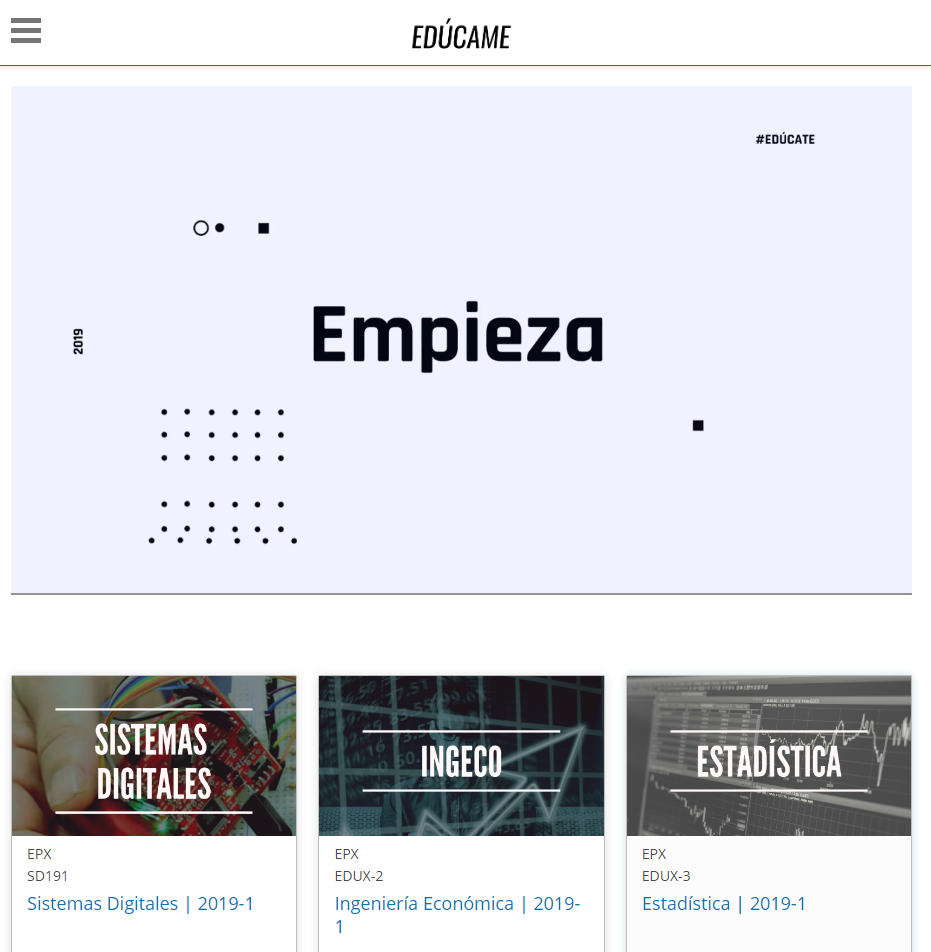 EDÚCAME
#EDÚCATE
2019
Empieza
SISTEMAS
DIGITALES
EPX
SD191
Sistemas Digitales | 2019-1
INGECO
EPX
EDUX-2
Ingeniería Económica | 2019-
1
ESTADÍSTICA
EPX
EDUX-3
Estadística | 2019-1